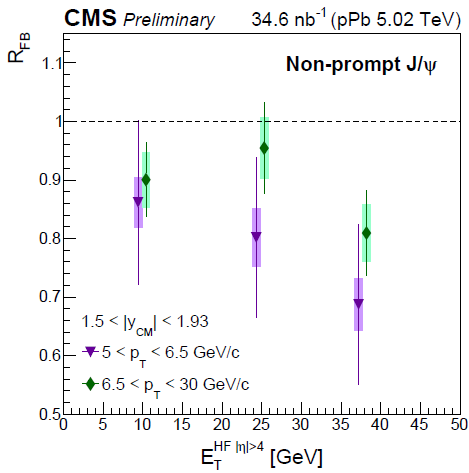 CMS Preliminary 34.6 nb⁻¹ (pPb 5.02 TeV)
R_FB
Non-prompt J/ψ
1.1
1
0.9
0.8
0.7
0.6
0.5
1.5 < |y_CM| < 1.93
5 < p_T < 6.5 GeV/c
6.5 < p_T < 30 GeV/c
0 5 10 15 20 25 30 35 40 45 50
E_T^HF |η|>4 [GeV]